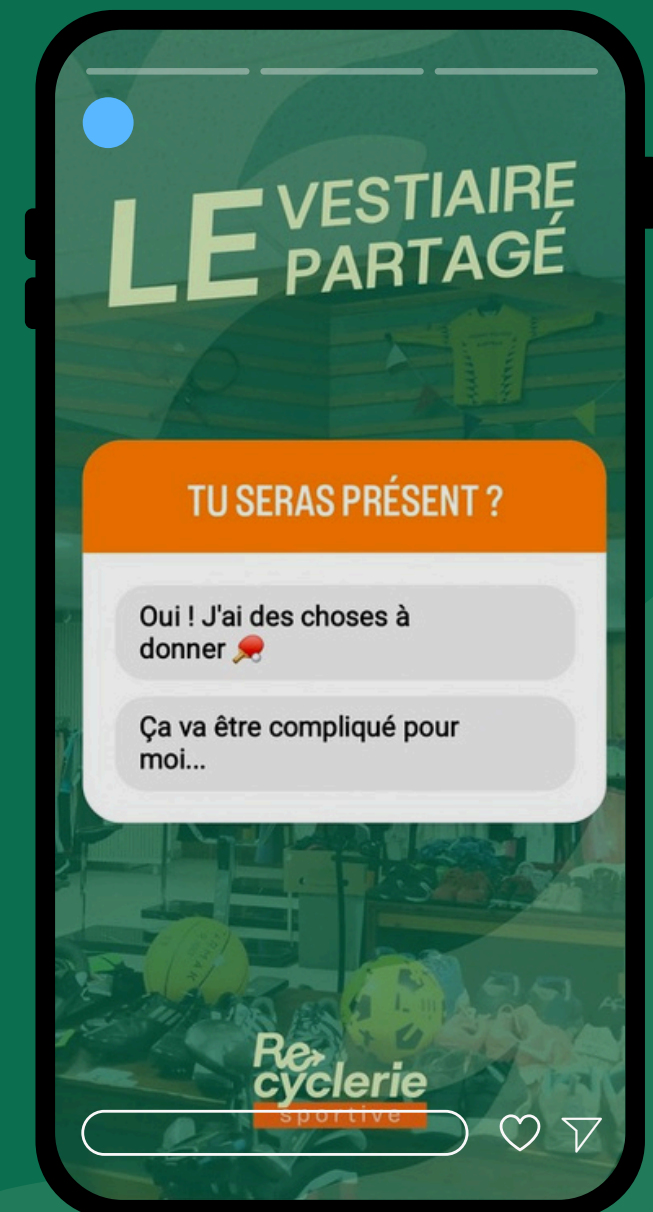 LE VESTIAIRE
PARTAGÉ
TU SERAS PRÉSENT ?
Oui ! J'ai des choses à
donner 🏓
Ça va être compliqué pour
moi...
Re
cyclerie
sportive